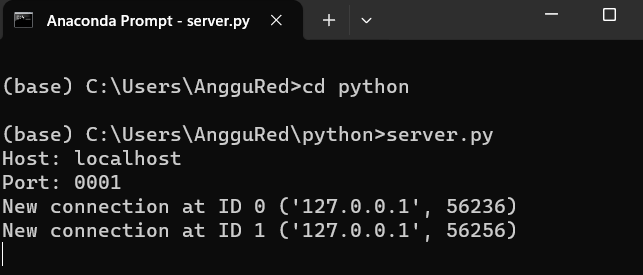 Anaconda Prompt - server.py
(base) C:\Users\AngguRed>cd python
(base) C:\Users\AngguRed\python>server.py
Host: localhost
Port: 0001
New connection at ID 0 ('127.0.0.1', 56236)
New connection at ID 1 ('127.0.0.1', 56256)